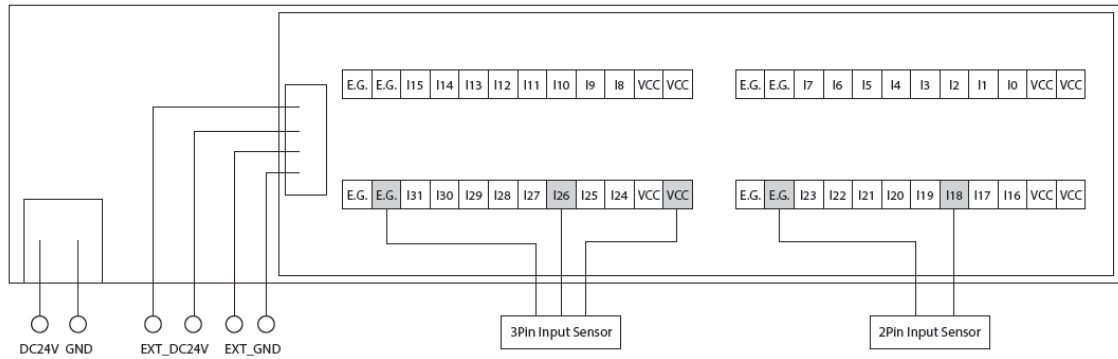 E.G. E.G. I15 I14 I13 I12 I11 I10 I9 I8 VCC VCC
E.G. E.G. I7 I6 I5 I4 I3 I2 I1 I0 VCC VCC
E.G. E.G. I31 I30 I29 I28 I27 I26 I25 I24 VCC VCC
E.G. E.G. I23 I22 I21 I20 I19 I18 I17 I16 VCC VCC
3Pin Input Sensor
2Pin Input Sensor
DC24V GND EXT_DC24V EXT_GND